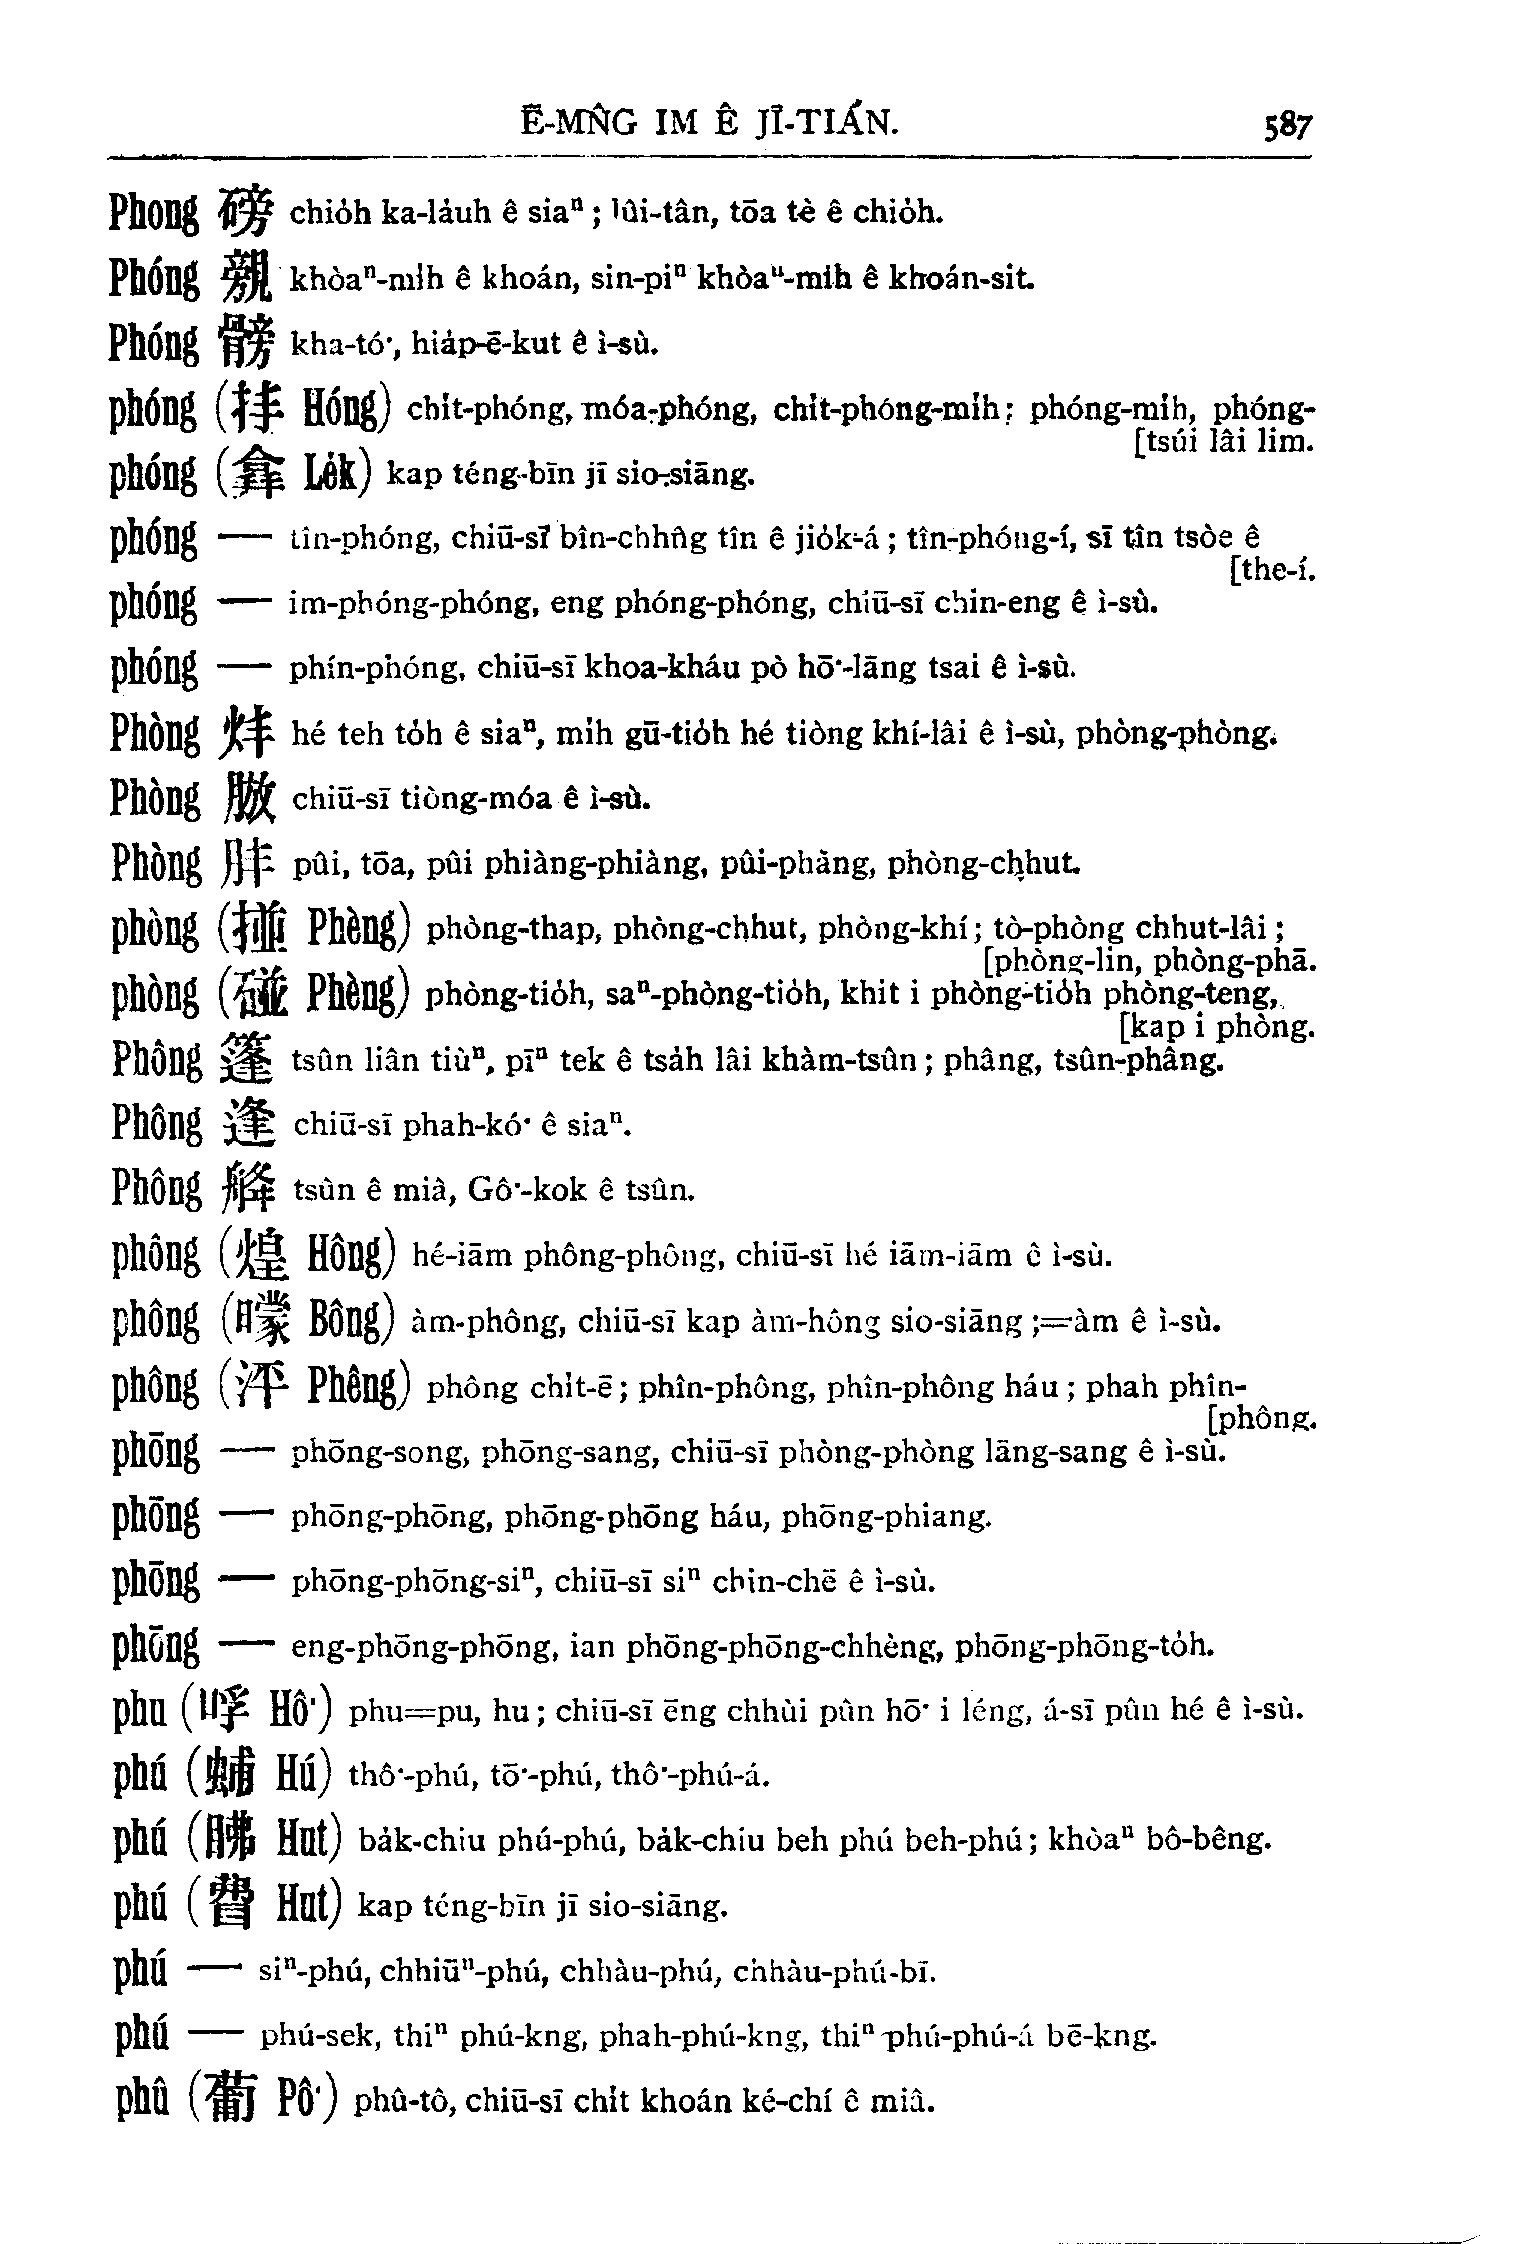 Ē-MN̂G IM Ê JĪ-TIÁN. 587
Phong 磅 chio̍h ka-la̍uh ê siaⁿ; lûi-tân, tōa tè ê chio̍h.
Phóng 覫 khòaⁿ-mi̍h ê khoán, sin-piⁿ khòaⁿ-mi̍h ê khoán-sit.
Phóng 髈 kha-tó͘, hia̍p-ē-kut ê ì-sù.
phóng (㧍 Hóng) chi̍t-phóng, móa-phóng, chi̍t-phóng-mi̍h; phóng-mi̍h, phóng-
[tsúi lâi lim.
phóng ( Le̍k) kap téng-bīn jī sio-siāng.
phóng — tîn-phóng, chiū-sī bîn-chhn̂g tîn ê jio̍k-á; tîn-phóng-í, sī tîn tsòe ê
[the-í.
phóng — im-phóng-phóng, eng phóng-phóng, chiū-sī chin-eng ê ì-sù.
phóng — phín-phóng, chiū-sī khoa-kháu pò hō͘-lāng tsai ê ì-sù.
Phòng 炐 hé teh to̍h ê siaⁿ, mi̍h gū-tio̍h hé tiòng khí-lâi ê ì-sù, phòng-phòng.
Phòng chiū-sī tiòng-móa ê ì-sù.
Phòng 肨 pûi, tōa, pûi phiàng-phiàng, pûi-phāng, phòng-chhut.
phòng (掽 Phèng) phòng-thap, phòng-chhut, phòng-khí; tò-phòng chhut-lâi;
[phòng-lin, phòng-phā.
phòng (碰 Phèng) phòng-tio̍h, saⁿ-phòng-tio̍h, khit i phòng-tio̍h phòng-teng,
[kap i phòng.
Phông 篷 tsûn liân tiùⁿ, pīⁿ tek ê tsa̍h lâi khàm-tsûn; phâng, tsûn-phâng.
Phông 逢 chiū-sī phah-kó͘ ê siaⁿ.
Phông 舽 tsûn ê miâ, Gô͘-kok ê tsûn.
phông (煌 Hông) hé-iām phông-phông, chiū-sī hé iām-iām ê ì-sù.
phông (曚 Bông) àm-phông, chiū-sī kap àm-hông sio-siāng;=àm ê ì-sù.
phông (泙 Phêng) phông chi̍t-ē; phîn-phông, phîn-phông háu; phah phîn-
[phông.
phōng — phōng-song, phōng-sang, chiū-sī phòng-phòng lāng-sang ê ì-sù.
phōng — phōng-phōng, phōng-phōng háu, phōng-phiang.
phōng — phōng-phōng-siⁿ, chiū-sī siⁿ chin-chē ê ì-sù.
phōng — eng-phōng-phōng, ian phōng-phōng-chhèng, phōng-phōng-to̍h.
phu (哹 Hô͘) phu=pu, hu; chiū-sī ēng chhùi pûn hō͘ i léng, á-sī pûn hé ê ì-sù.
phú (蜅 Hú) thô͘-phú, tō͘-phú, thô͘-phú-á.
phú (昲 Hut) ba̍k-chiu phú-phú, ba̍k-chiu beh phú beh-phú; khòaⁿ bô-bêng.
phú ( Hut) kap téng-bīn jī sio-siāng.
phú — siⁿ-phú, chhiūⁿ-phú, chhàu-phú, chhàu-phú-bī.
phú — phú-sek, thiⁿ phú-kng, phah-phú-kng, thiⁿ-phú-phú-á bē-kng.
phû (葡 Pô͘) phû-tô, chiū-sī chi̍t khoán ké-chí ê miâ.